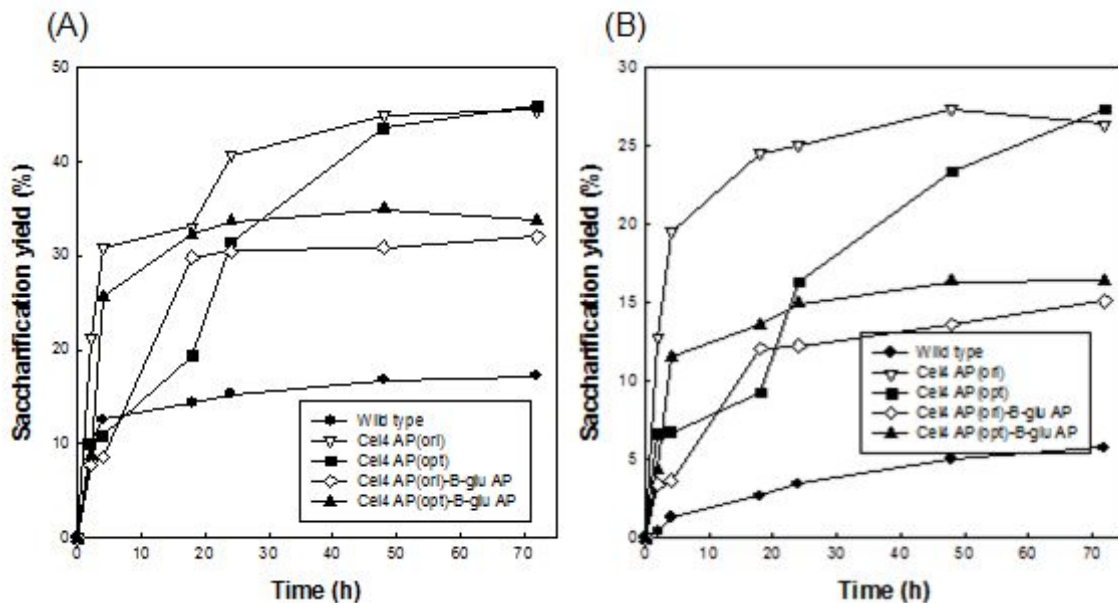 (A)
Saccharification yield (%)
50
40
30
20
10
0
0 10 20 30 40 50 60 70
Time (h)
Wild type
Cel4 AP(ori)
Cel4 AP(opt)
Cel4 AP(ori)-B-glu AP
Cel4 AP(opt)-B-glu AP
(B)
Saccharification yield (%)
30
25
20
15
10
5
0
0 10 20 30 40 50 60 70
Time (h)
Wild type
Cel4 AP(ori)
Cel4 AP(opt)
Cel4 AP(ori)-B-glu AP
Cel4 AP(opt)-B-glu AP